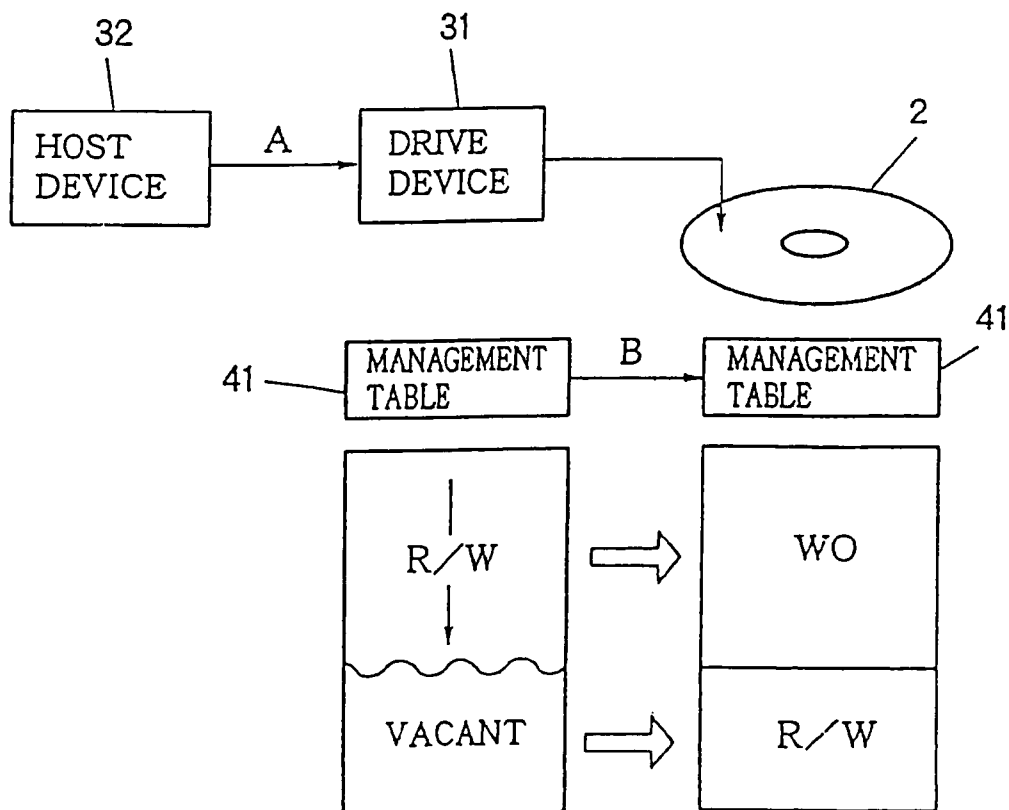 32
31
2
HOST
DEVICE
A
DRIVE
DEVICE
41
MANAGEMENT
TABLE
B
MANAGEMENT
TABLE
41
R/W
WO
VACANT
R/W